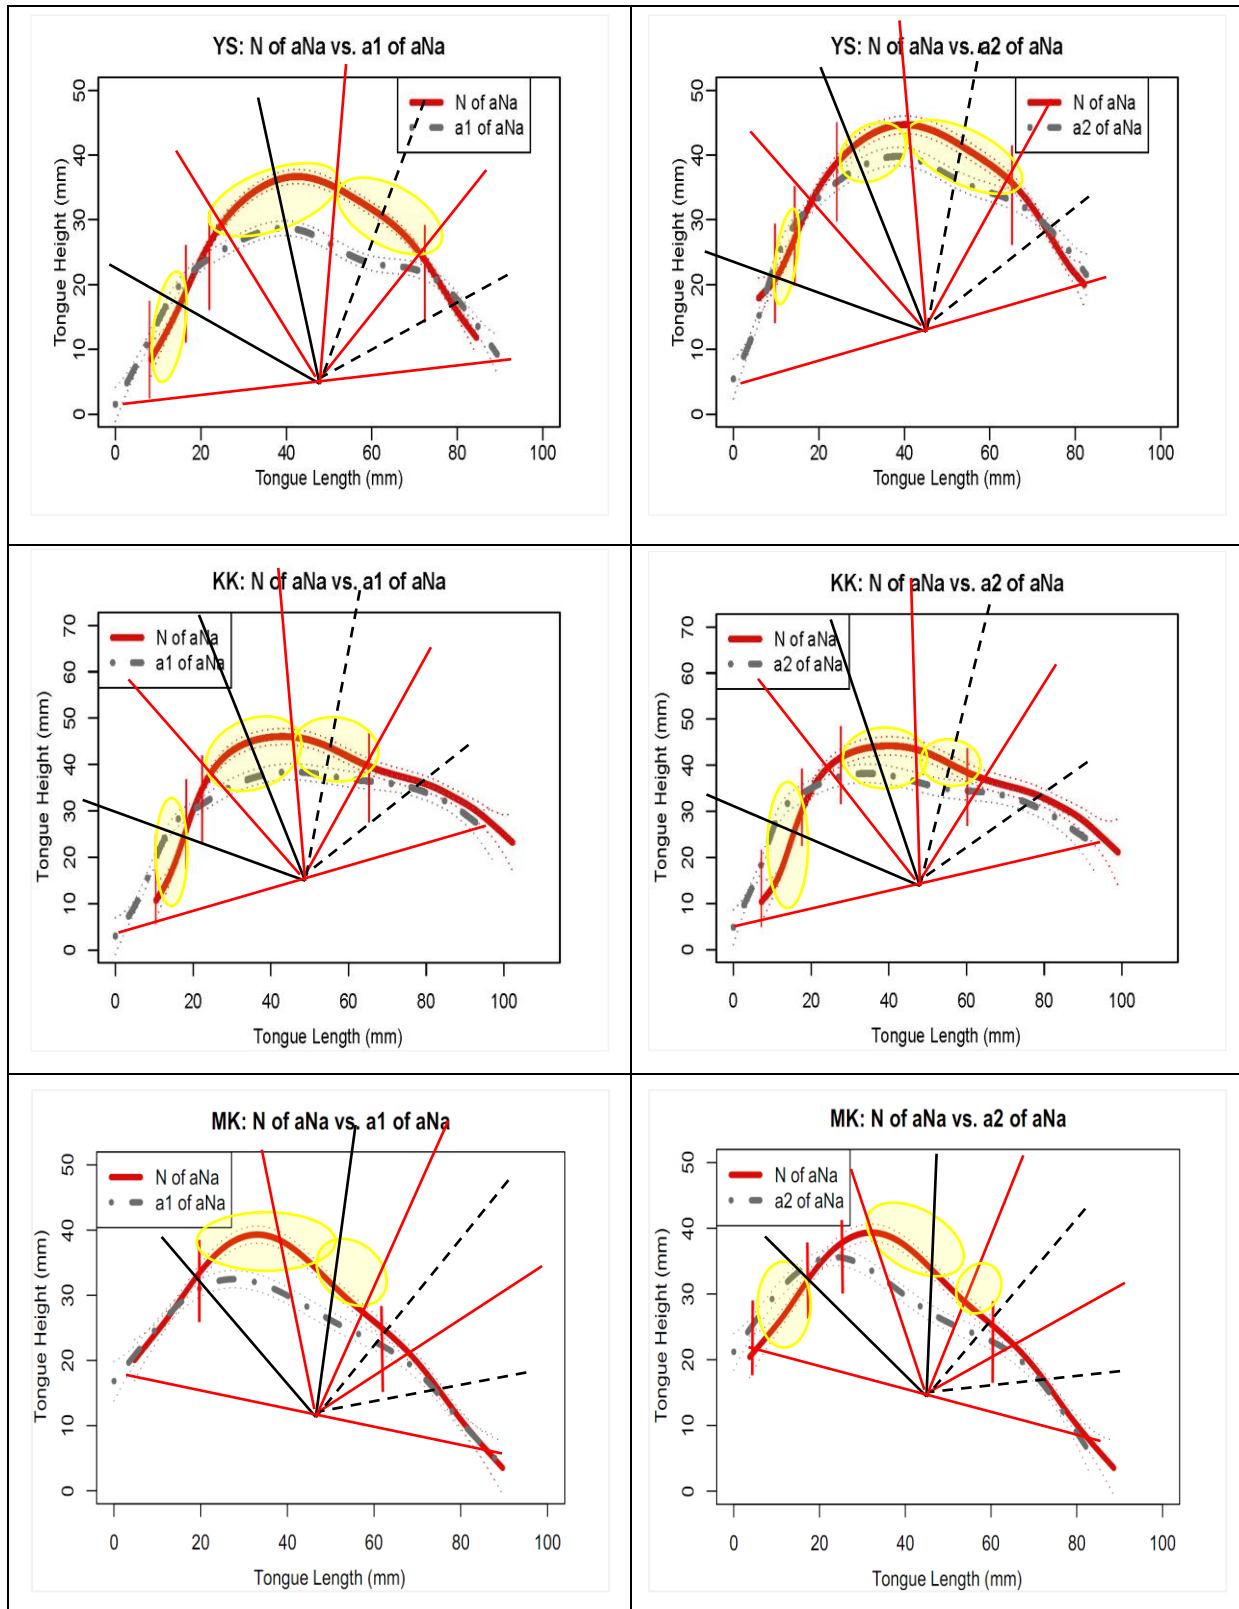 YS: N of aNa vs. a1 of aNa
N of aNa
a1 of aNa
Tongue Height (mm)
50
40
30
20
10
0
0 20 40 60 80 100
Tongue Length (mm)
YS: N of aNa vs. a2 of aNa
N of aNa
a2 of aNa
Tongue Height (mm)
50
40
30
20
10
0
0 20 40 60 80 100
Tongue Length (mm)
KK: N of aNa vs. a1 of aNa
N of aNa
a1 of aNa
Tongue Height (mm)
70
60
50
40
30
20
10
0
0 20 40 60 80 100
Tongue Length (mm)
KK: N of aNa vs. a2 of aNa
N of aNa
a2 of aNa
Tongue Height (mm)
70
60
50
40
30
20
10
0
0 20 40 60 80 100
Tongue Length (mm)
MK: N of aNa vs. a1 of aNa
N of aNa
a1 of aNa
Tongue Height (mm)
50
40
30
20
10
0
0 20 40 60 80 100
Tongue Length (mm)
MK: N of aNa vs. a2 of aNa
N of aNa
a2 of aNa
Tongue Height (mm)
50
40
30
20
10
0
0 20 40 60 80 100
Tongue Length (mm)